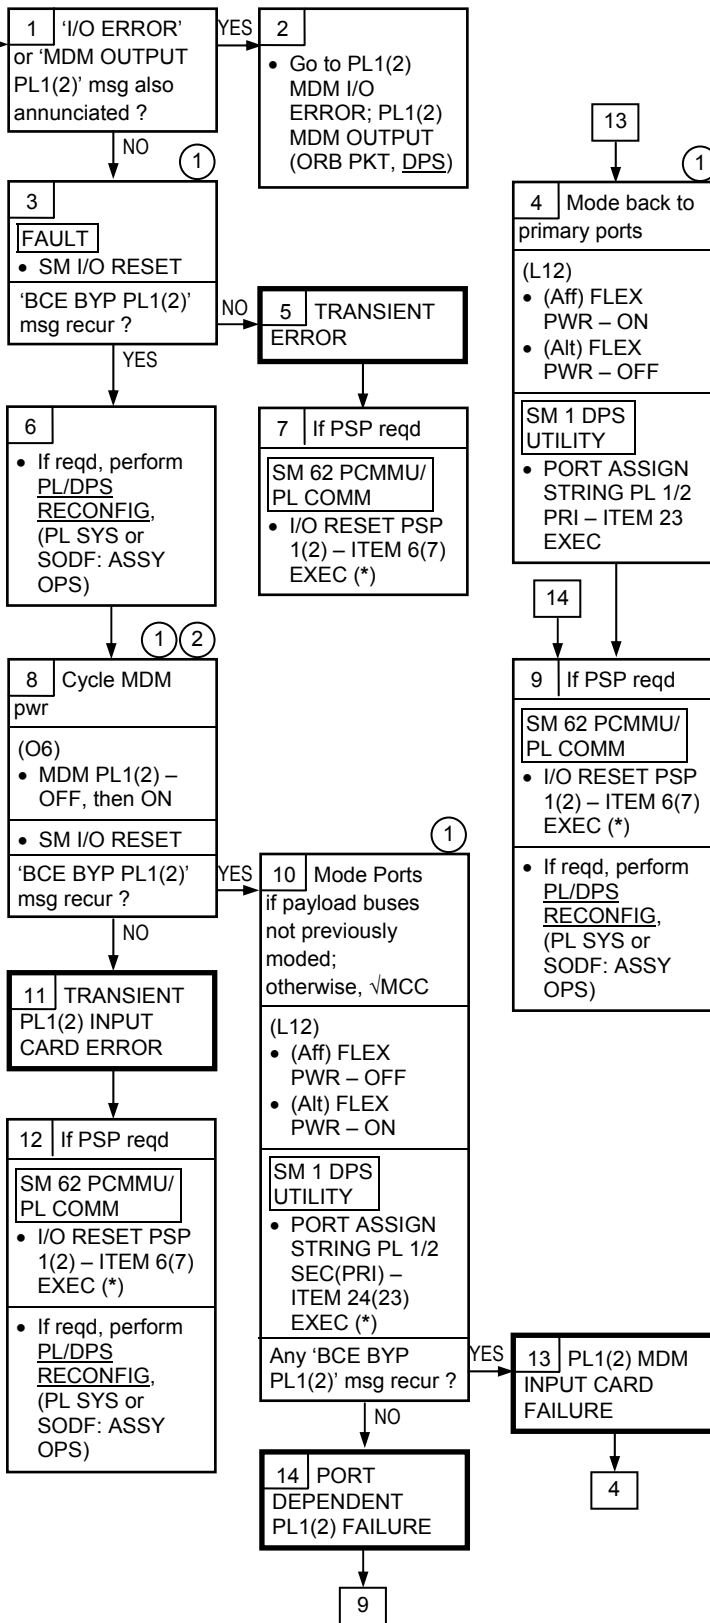 1 'I/O ERROR'
or 'MDM OUTPUT
PL1(2)' msg also
annunciated ?
YES
NO
2
• Go to PL1(2)
MDM I/O
ERROR; PL1(2)
MDM OUTPUT
(ORB PKT, DPS)
1
3
FAULT
• SM I/O RESET
'BCE BYP PL1(2)'
msg recur ?
NO
YES
5 TRANSIENT
ERROR
7 If PSP reqd
SM 62 PCMMU/
PL COMM
• I/O RESET PSP
1(2) – ITEM 6(7)
EXEC (*)
6
• If reqd, perform
PL/DPS
RECONFIG,
(PL SYS or
SODF: ASSY
OPS)
1 2
8 Cycle MDM
pwr
(O6)
• MDM PL1(2) –
OFF, then ON
• SM I/O RESET
'BCE BYP PL1(2)'
msg recur ?
YES
NO
11 TRANSIENT
PL1(2) INPUT
CARD ERROR
12 If PSP reqd
SM 62 PCMMU/
PL COMM
• I/O RESET PSP
1(2) – ITEM 6(7)
EXEC (*)
• If reqd, perform
PL/DPS
RECONFIG,
(PL SYS or
SODF: ASSY
OPS)
1
10 Mode Ports
if payload buses
not previously
moded;
otherwise, √MCC
(L12)
• (Aff) FLEX
PWR – OFF
• (Alt) FLEX
PWR – ON
SM 1 DPS
UTILITY
• PORT ASSIGN
STRING PL 1/2
SEC(PRI) –
ITEM 24(23)
EXEC (*)
Any 'BCE BYP
PL1(2)' msg recur ?
YES
NO
14 PORT
DEPENDENT
PL1(2) FAILURE
9
13 PL1(2) MDM
INPUT CARD
FAILURE
4
13
1
4 Mode back to
primary ports
(L12)
• (Aff) FLEX
PWR – ON
• (Alt) FLEX
PWR – OFF
SM 1 DPS
UTILITY
• PORT ASSIGN
STRING PL 1/2
PRI – ITEM 23
EXEC
14
9 If PSP reqd
SM 62 PCMMU/
PL COMM
• I/O RESET PSP
1(2) – ITEM 6(7)
EXEC (*)
• If reqd, perform
PL/DPS
RECONFIG,
(PL SYS or
SODF: ASSY
OPS)